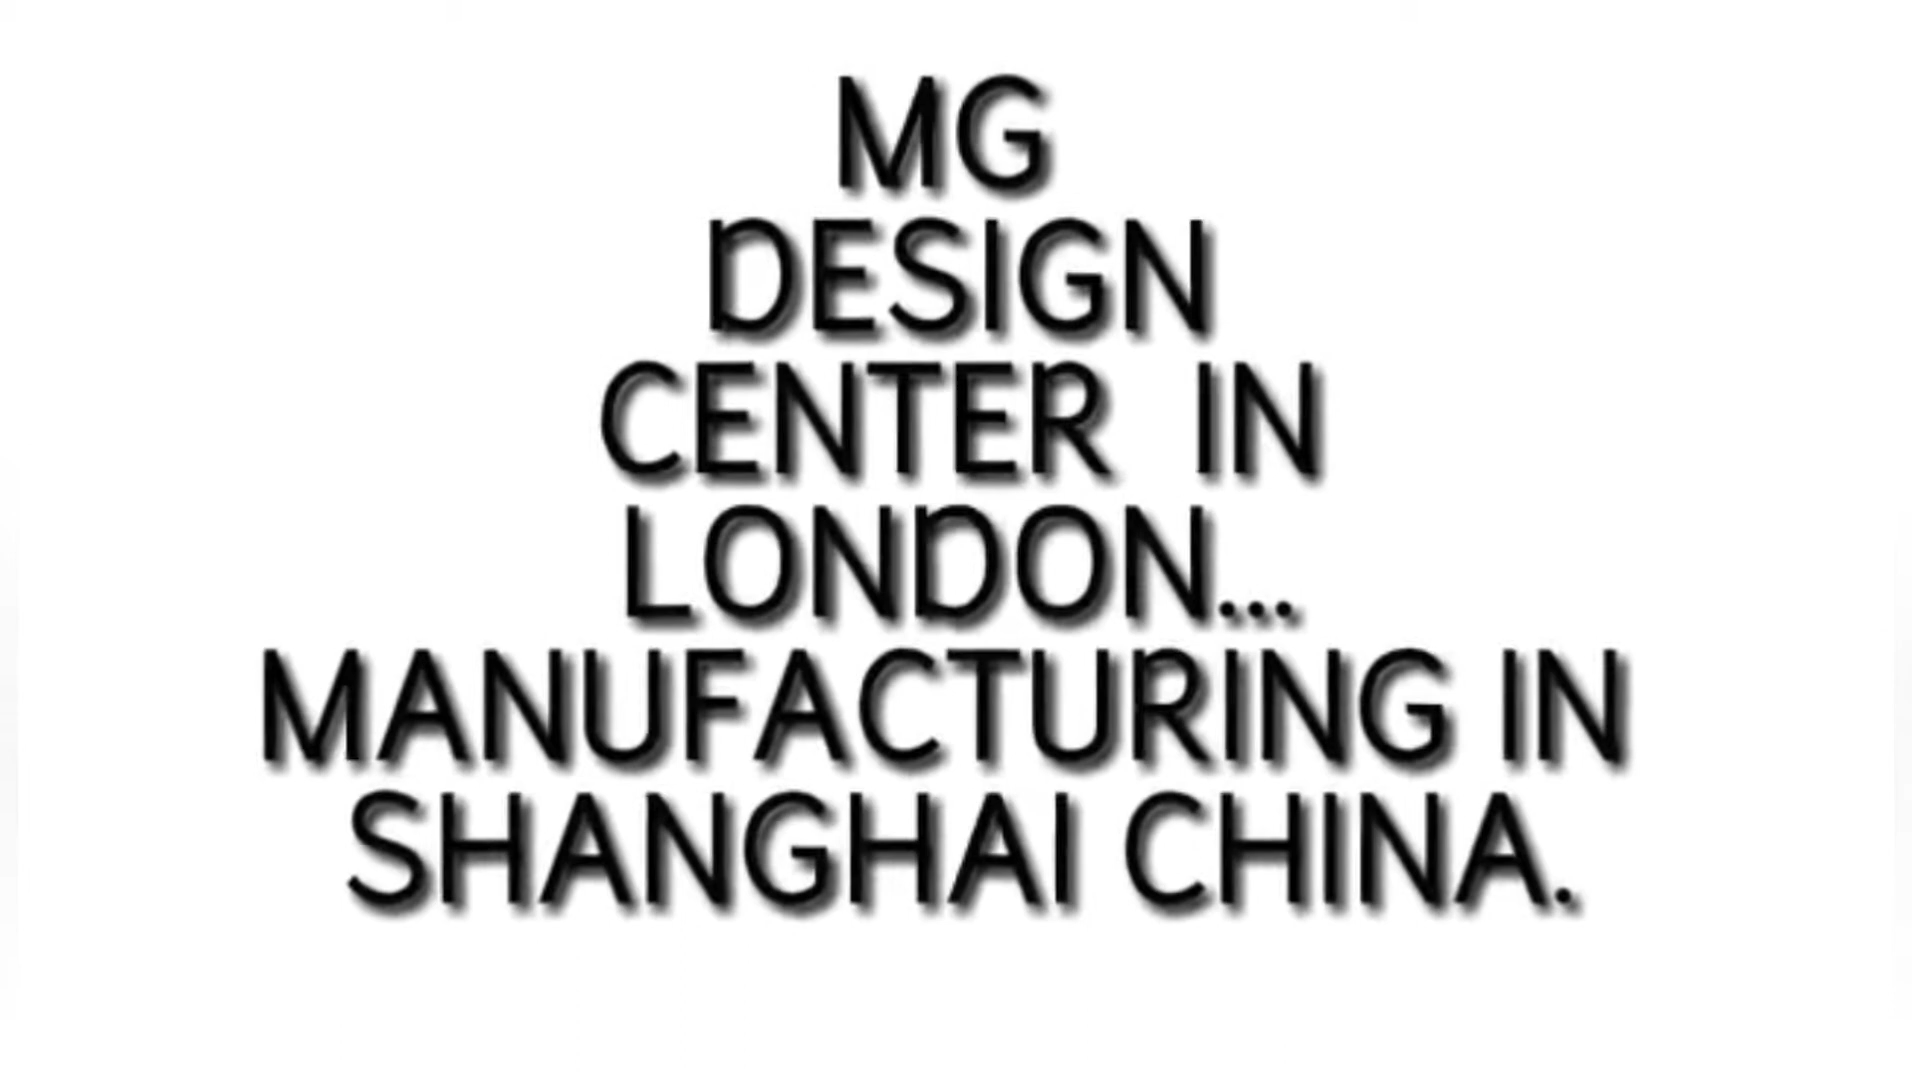 MG
DESIGN
CENTER IN
LONDON...
MANUFACTURING IN
SHANGHAI CHINA.